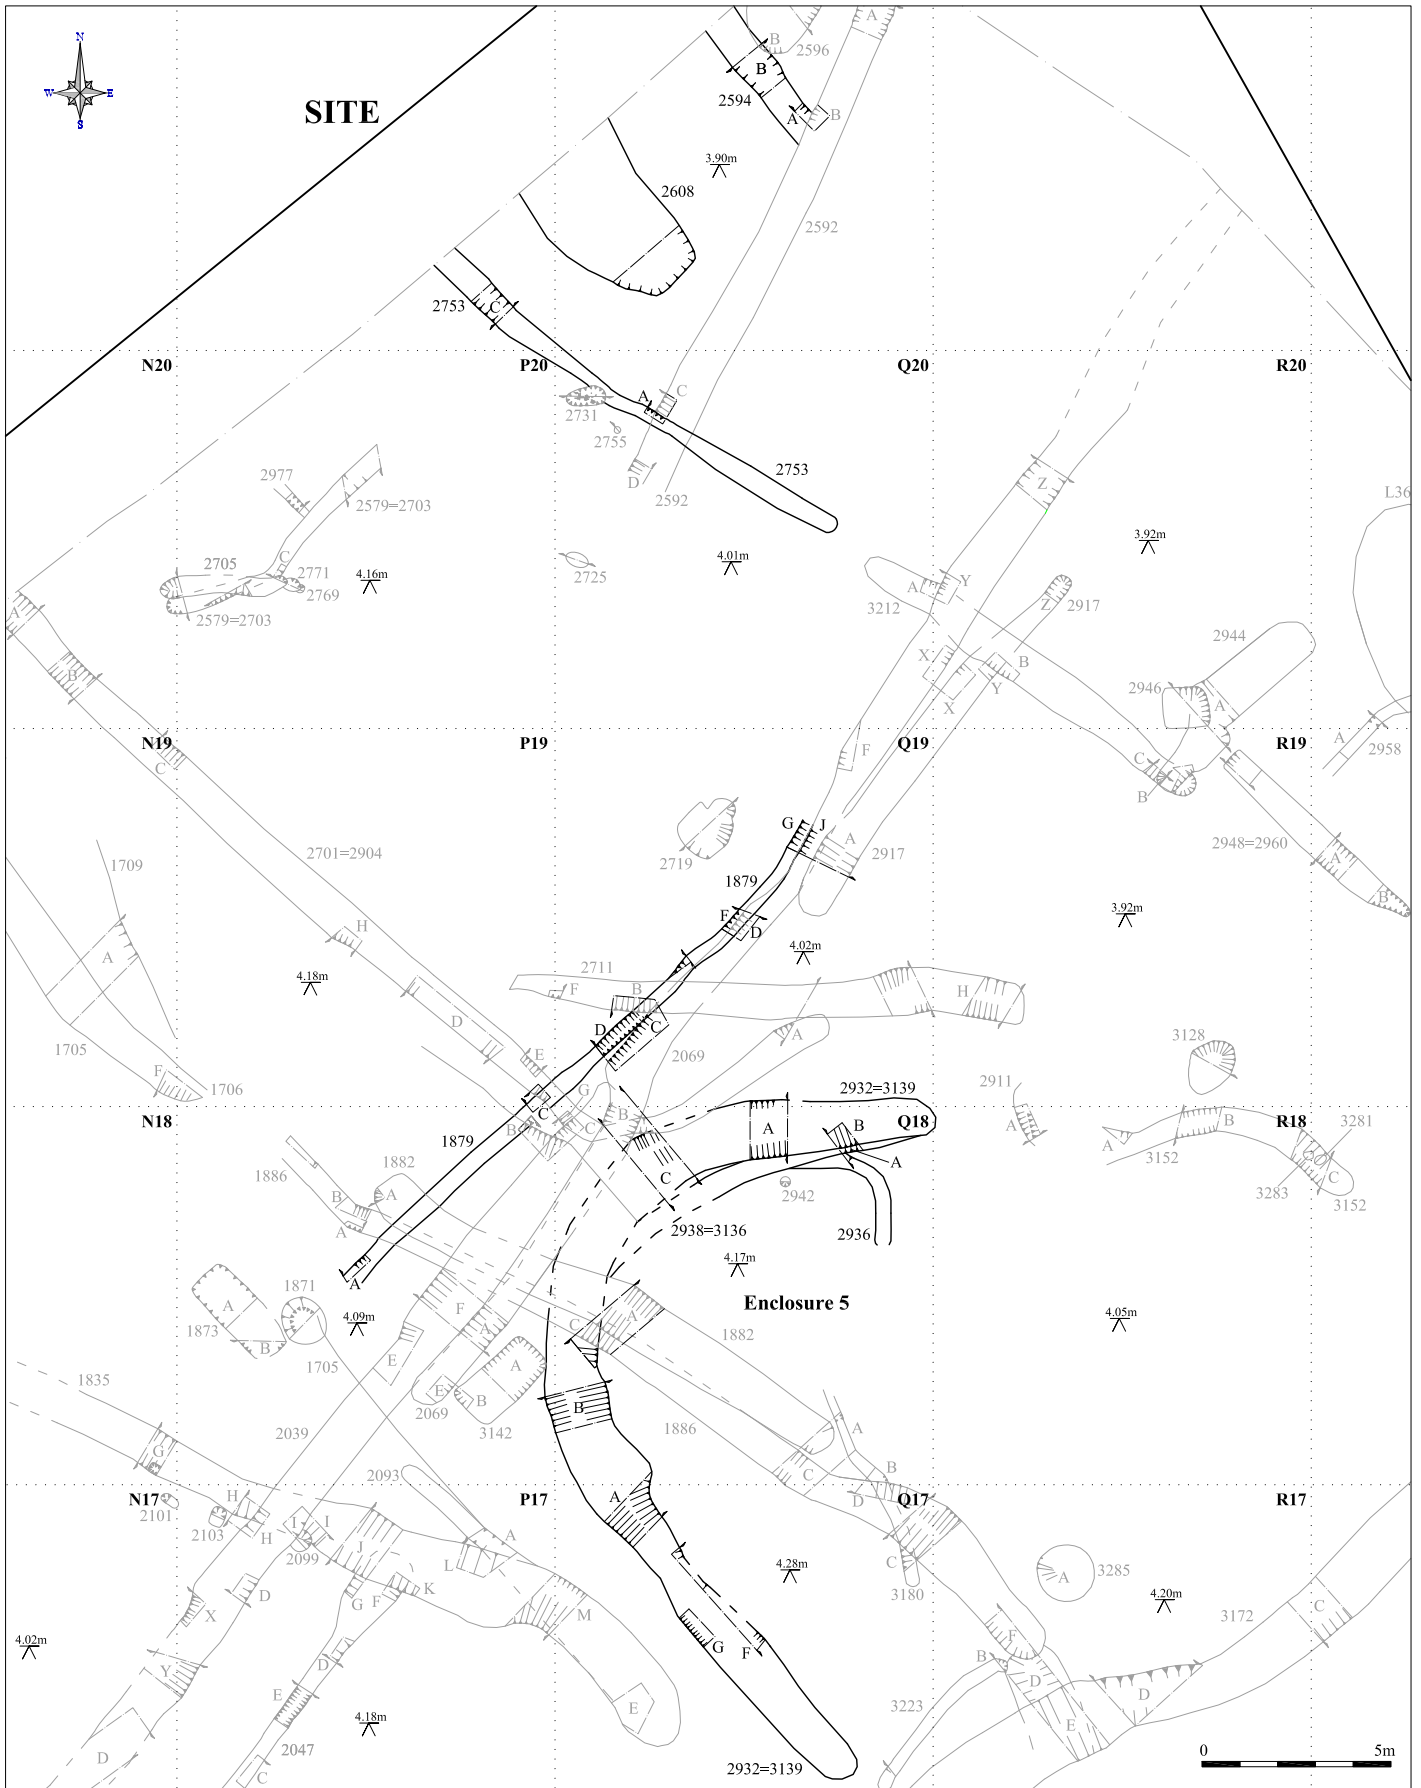 N
W E
S
SITE
A
B
2596
B
2594
A B
3.90m
2608
2592
2753
C
N20
P20
Q20
R20
A
C
2731
2755
D
2753
2592
2977
A
2579=2703
Z
L36
C
2705
2771
2769
2579=2703
4.16m
2725
4.01m
3.92m
A
Y
3212
Z
2917
2944
A
B
X
B
Y
X
2946
A
N19
P19
Q19
R19
C
F
C
B
A
2958
G J
A
2917
2719
2948=2960
A
B
2701=2904
1709
1879
H
F
D
3.92m
4.02m
A
4.18m
2711
F
B
H
D
D
C
A
E
2069
3128
1705
F
1706
G
2911
2932=3139
N18
C
B
C
B
A
Q18
B
A
A
A
B
R18
3281
1879
1886
1882
A
B
A
C
2942
3152
3283
C
3152
2938=3136
2936
4.17m
A
1871
A
1873
B
4.09m
F
A
C
A
Enclosure 5
1882
4.05m
E
A
1705
E
B
2069
3142
1835
B
2039
1886
G
A
C
B
D
N17
2101
2103
H
H
2093
P17
A
Q17
R17
I
I
2099
J
L
A
A
C
3180
4.28m
A
3285
4.20m
X
D
G
F
K
M
3172
C
4.02m
Y
D
G
F
F
B
D
D
E
E
E
3223
4.18m
D
2047
C
2932=3139
0 5m